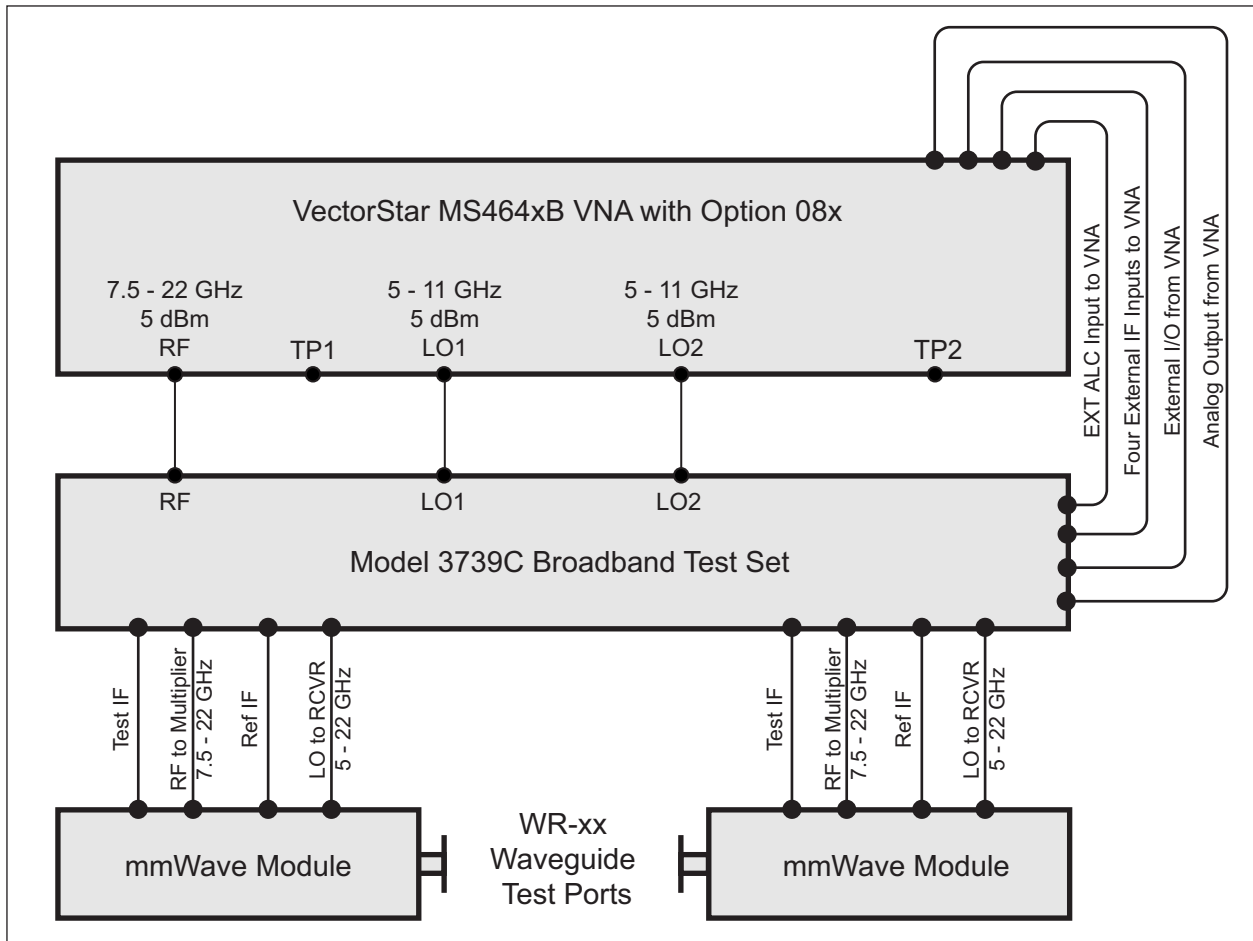 VectorStar MS464xB VNA with Option 08x
7.5 - 22 GHz
5 dBm
RF
TP1
5 - 11 GHz
5 dBm
LO1
5 - 11 GHz
5 dBm
LO2
TP2
EXT ALC Input to VNA
Four External IF Inputs to VNA
External I/O from VNA
Analog Output from VNA
RF
LO1
LO2
Model 3739C Broadband Test Set
Test IF
RF to Multiplier
7.5 - 22 GHz
Ref IF
LO to RCVR
5 - 22 GHz
Test IF
RF to Multiplier
7.5 - 22 GHz
Ref IF
LO to RCVR
5 - 22 GHz
mmWave Module
WR-xx
Waveguide
Test Ports
mmWave Module